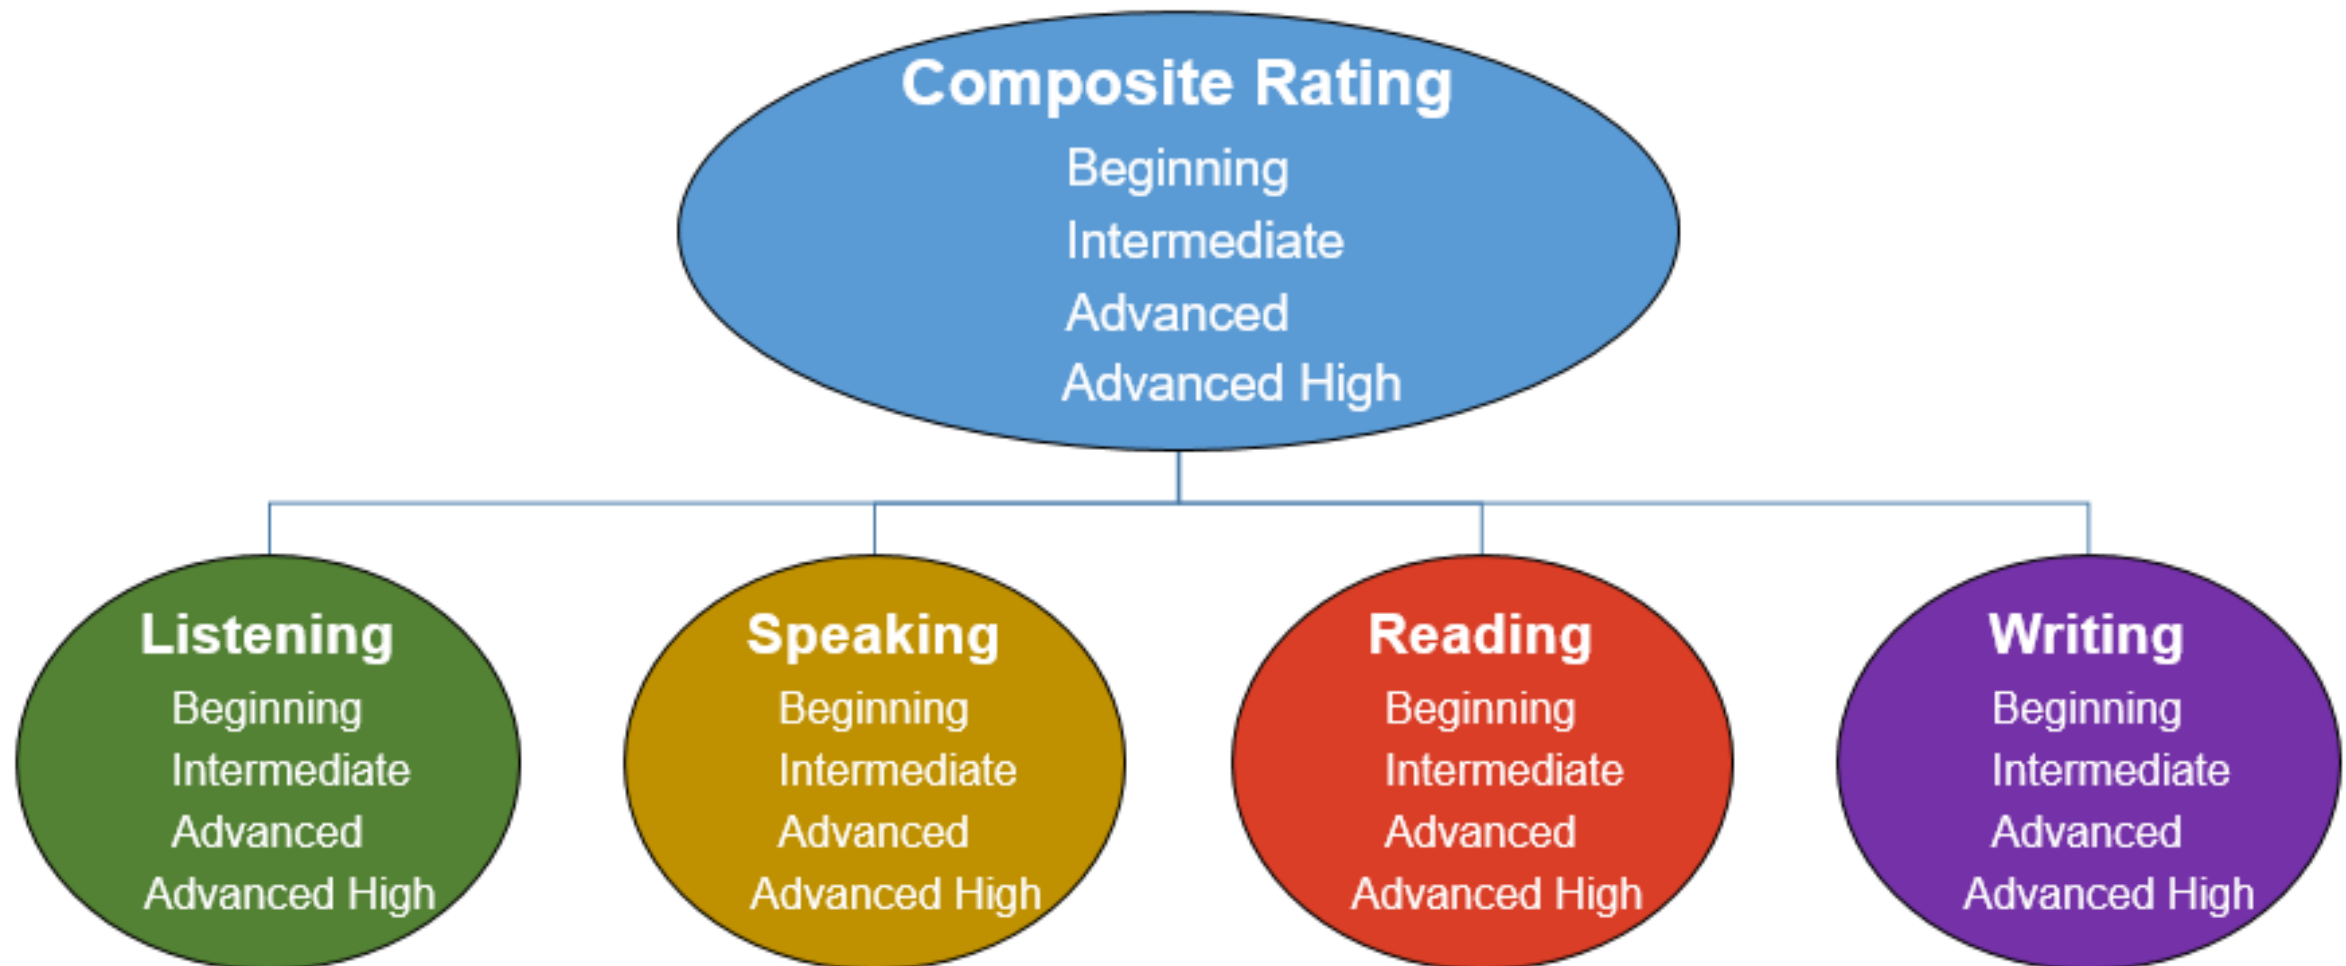 Composite Rating
Beginning
Intermediate
Advanced
Advanced High
Listening
Beginning
Intermediate
Advanced
Advanced High
Speaking
Beginning
Intermediate
Advanced
Advanced High
Reading
Beginning
Intermediate
Advanced
Advanced High
Writing
Beginning
Intermediate
Advanced
Advanced High